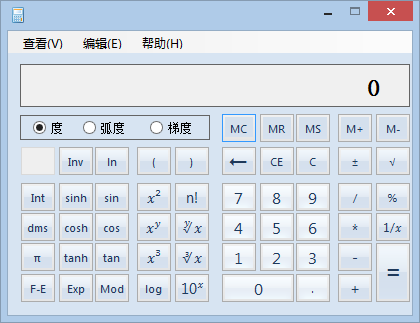 查看(V) 编辑(E) 帮助(H)
0
度 弧度 梯度 MC MR MS M+ M-
Inv ln ( ) ← CE C ± √
Int sinh sin x² n! 7 8 9 / %
dms cosh cos xʸ ʸ√x 4 5 6 * 1/x
π tanh tan x³ ³√x 1 2 3 - =
F-E Exp Mod log 10ˣ 0 . +